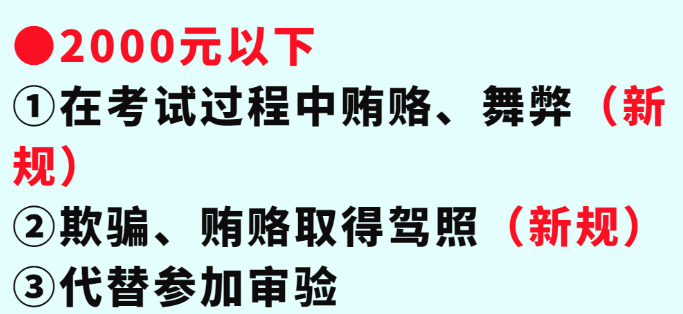 ●2000元以下
①在考试过程中贿赂、舞弊（新
规）
②欺骗、贿赂取得驾照（新规）
③代替参加审验